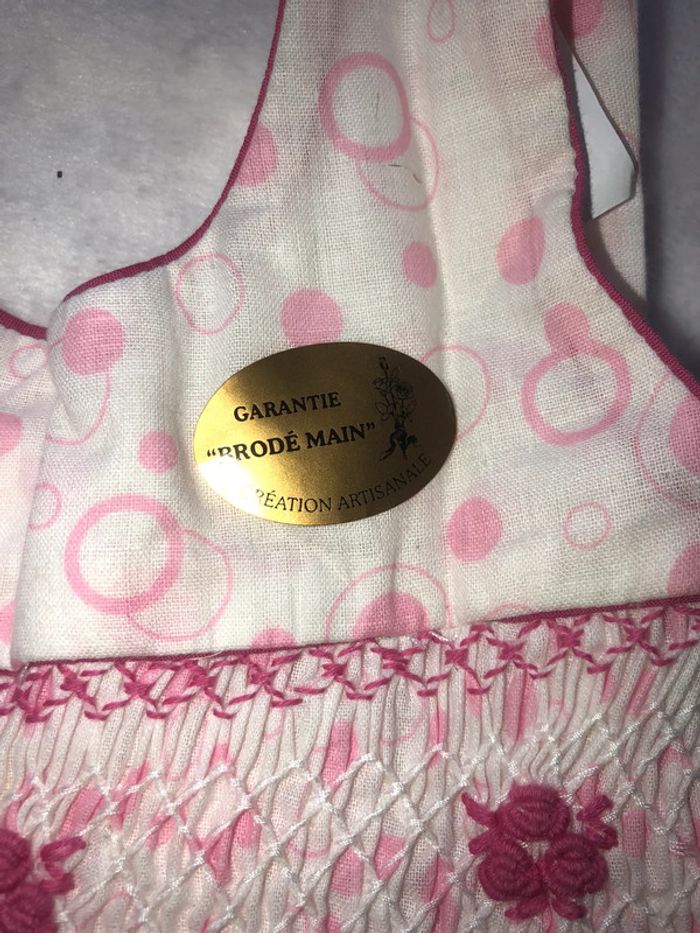 GARANTIE
"BRODÉ MAIN"
CRÉATION ARTISANALE